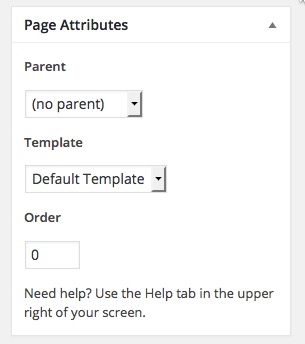 Page Attributes
Parent
(no parent)
Template
Default Template
Order
0
Need help? Use the Help tab in the upper
right of your screen.